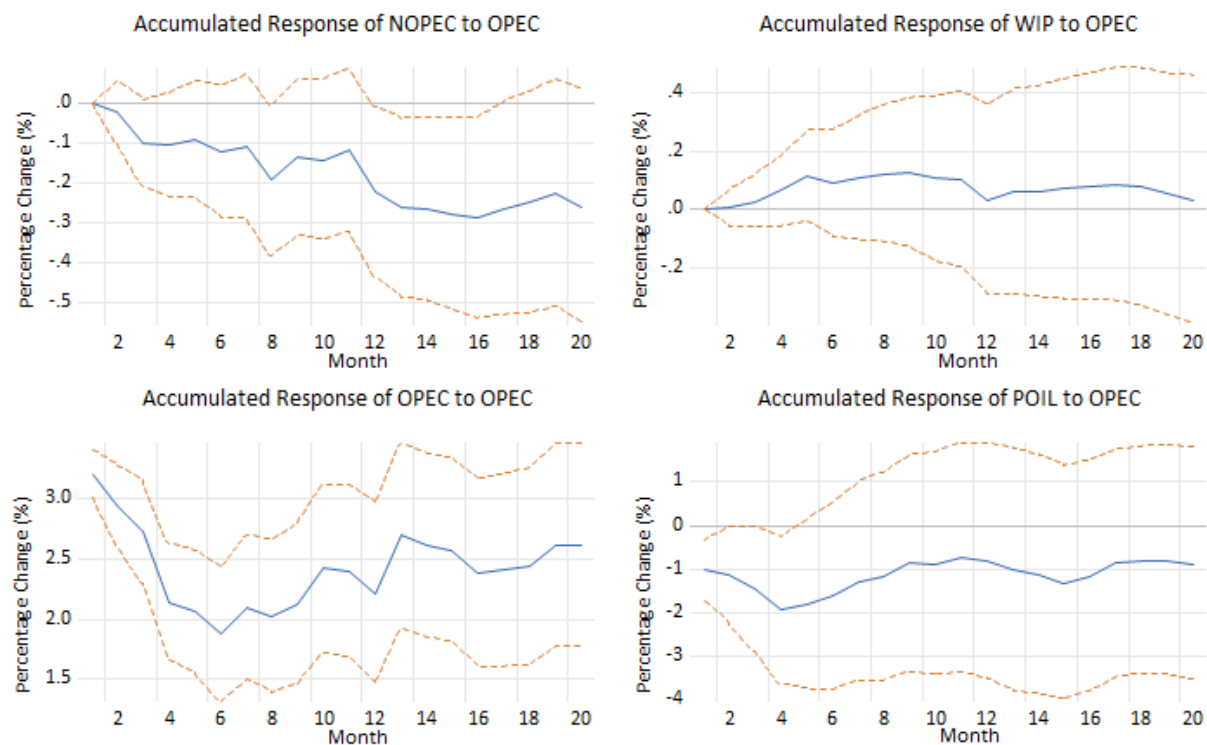 Accumulated Response of NOPEC to OPEC
Percentage Change (%)
.0
-.1
-.2
-.3
-.4
-.5
2 4 6 8 10 12 14 16 18 20
Month
Accumulated Response of WIP to OPEC
Percentage Change (%)
.4
.2
.0
-.2
2 4 6 8 10 12 14 16 18 20
Month
Accumulated Response of OPEC to OPEC
Percentage Change (%)
3.0
2.5
2.0
1.5
2 4 6 8 10 12 14 16 18 20
Month
Accumulated Response of POIL to OPEC
Percentage Change (%)
1
0
-1
-2
-3
-4
2 4 6 8 10 12 14 16 18 20
Month